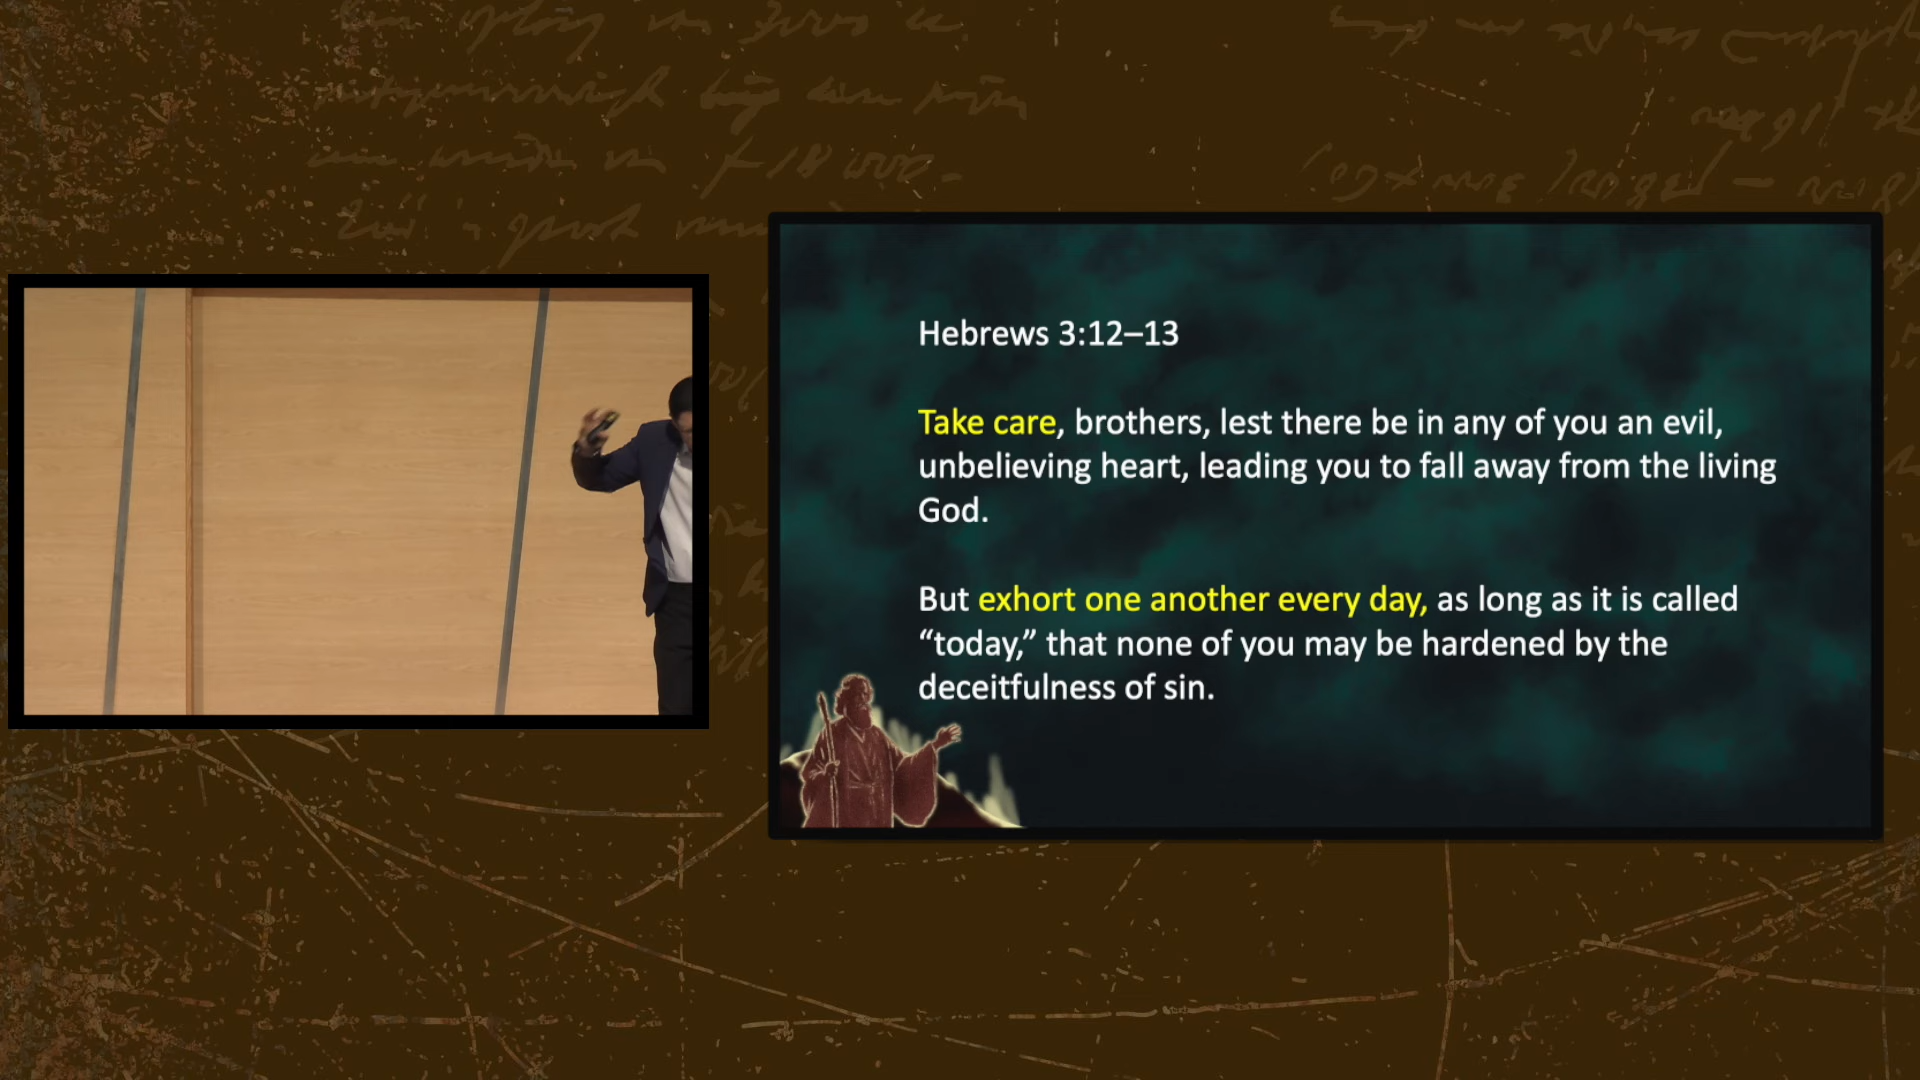 Hebrews 3:12–13
Take care, brothers, lest there be in any of you an evil,
unbelieving heart, leading you to fall away from the living
God.
But exhort one another every day, as long as it is called
“today,” that none of you may be hardened by the
deceitfulness of sin.